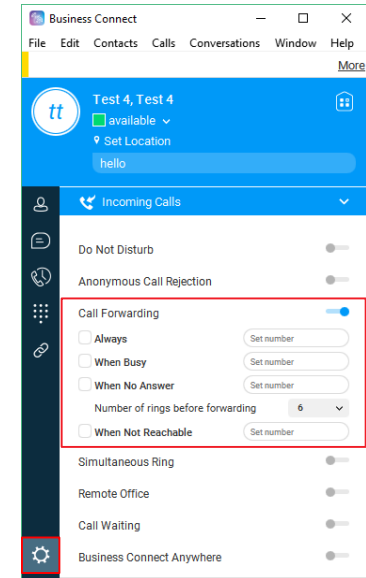 Business Connect
File Edit Contacts Calls Conversations Window Help
More
tt
Test 4, Test 4
available
Set Location
hello
Incoming Calls
Do Not Disturb
Anonymous Call Rejection
Call Forwarding
Always Set number
When Busy Set number
When No Answer Set number
Number of rings before forwarding 6
When Not Reachable Set number
Simultaneous Ring
Remote Office
Call Waiting
Business Connect Anywhere